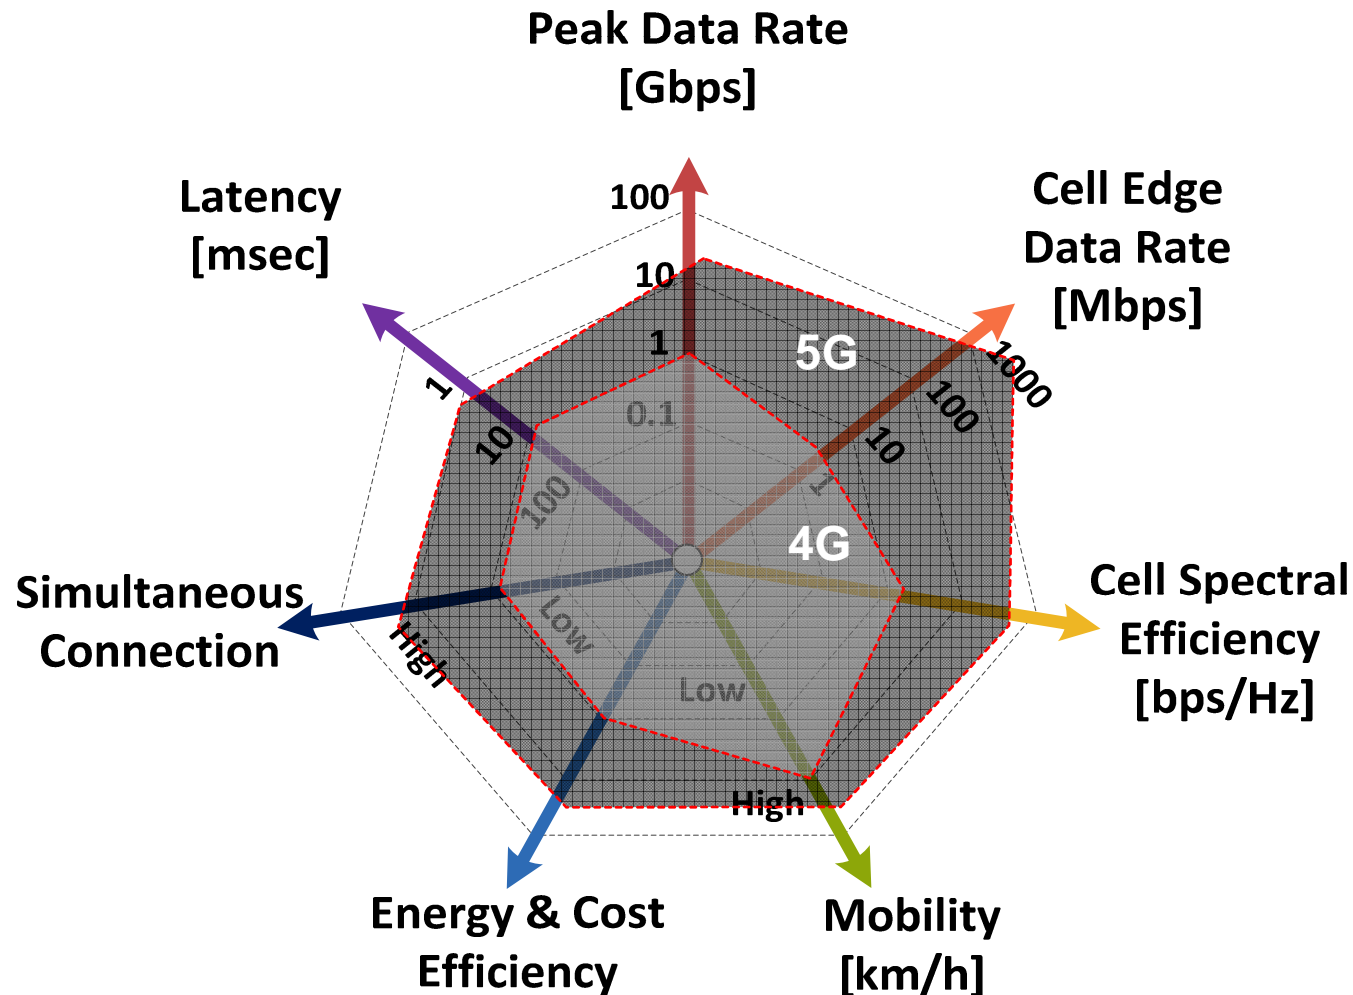 Peak Data Rate
[Gbps]
Latency
[msec]
Cell Edge
Data Rate
[Mbps]
100
10
1
0.1
1000
100
10
1
1
10
100
5G
4G
Simultaneous
Connection
Cell Spectral
Efficiency
[bps/Hz]
Low
High
Low
High
Energy & Cost
Efficiency
Mobility
[km/h]